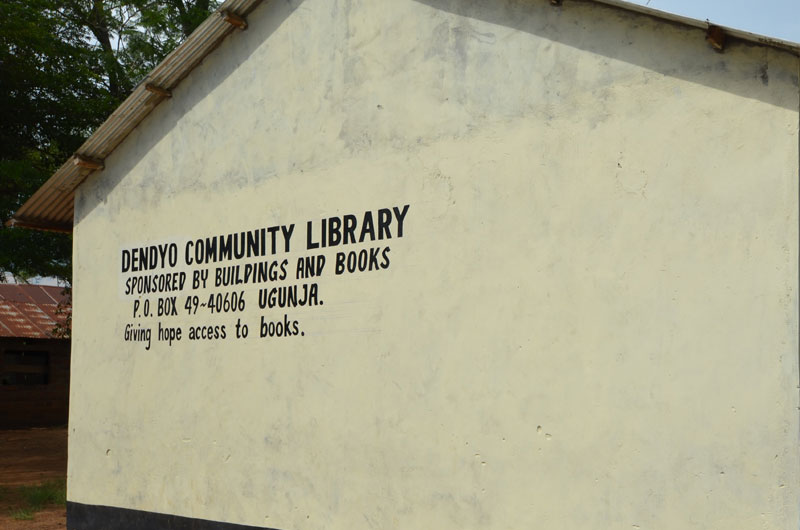 DENDYO COMMUNITY LIBRARY
SPONSORED BY BUILDINGS AND BOOKS
P.O. BOX 49~40606 UGUNJA.
Giving hope access to books.